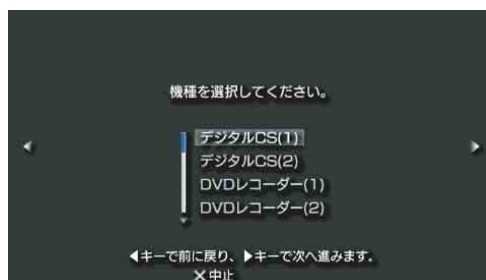 機種を選択してください。
デジタルCS(1)
デジタルCS(2)
DVDレコーダー(1)
DVDレコーダー(2)
◀キーで前に戻り、▶キーで次へ進みます。
✕中止